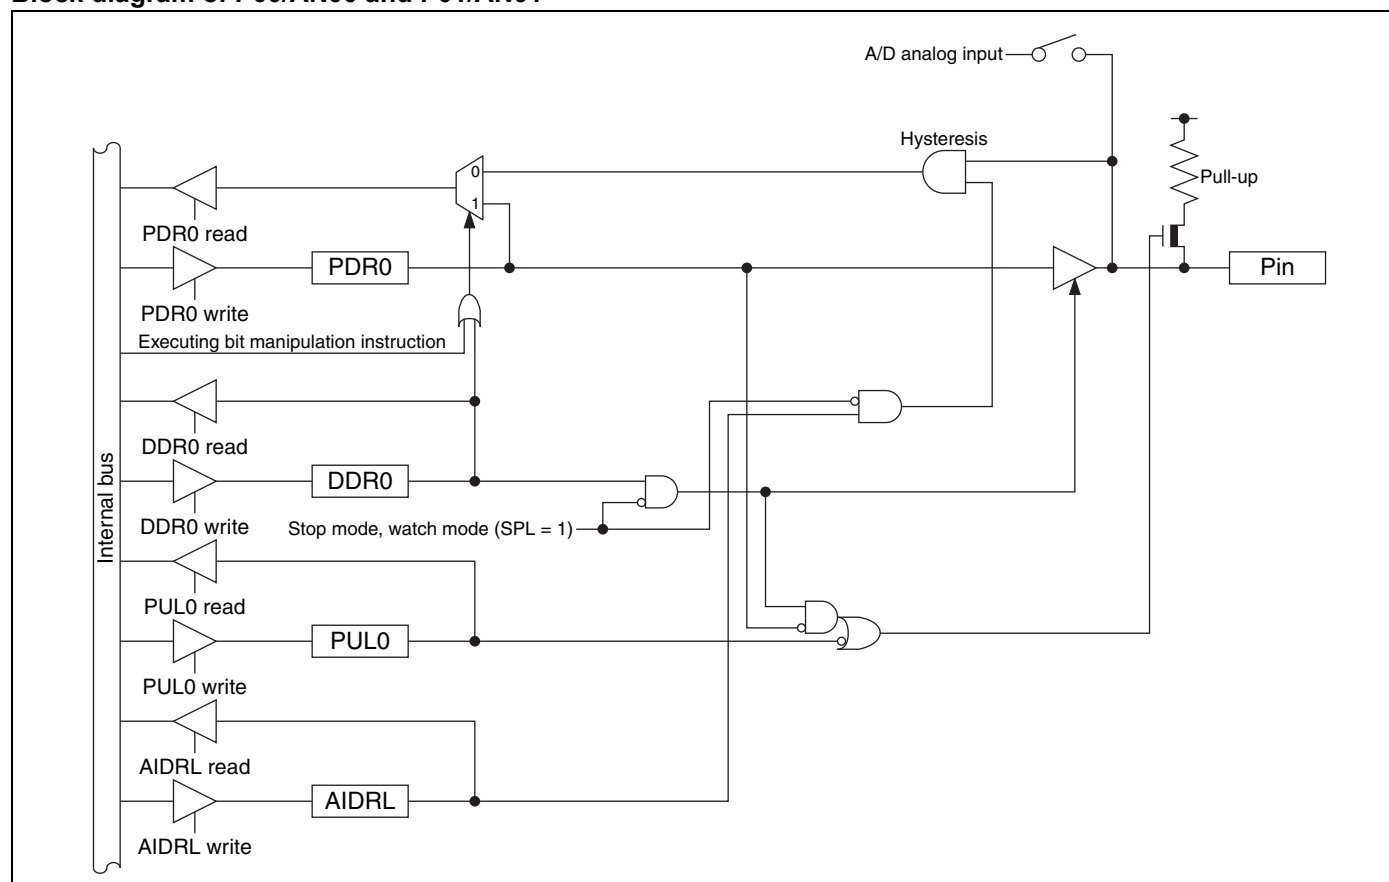 A/D analog input
Hysteresis
0
Pull-up
1
PDR0 read
PDR0
Pin
PDR0 write
Executing bit manipulation instruction
DDR0 read
Internal bus
DDR0
DDR0 write
Stop mode, watch mode (SPL = 1)
PUL0 read
PUL0
PUL0 write
AIDRL read
AIDRL
AIDRL write